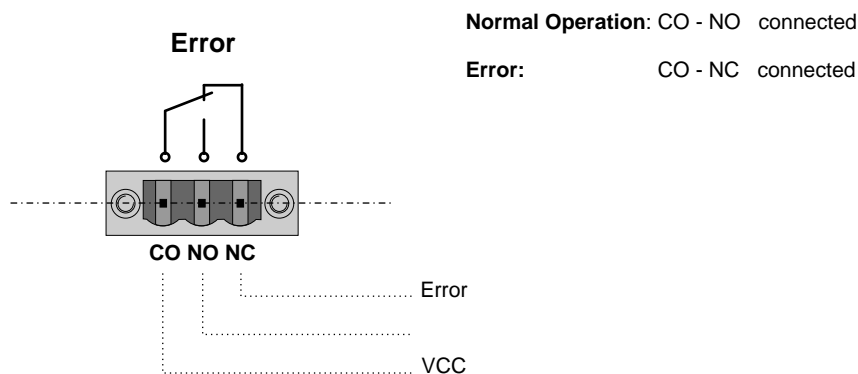 Normal Operation: CO - NO connected
Error
Error: CO - NC connected
CO NO NC
Error
VCC